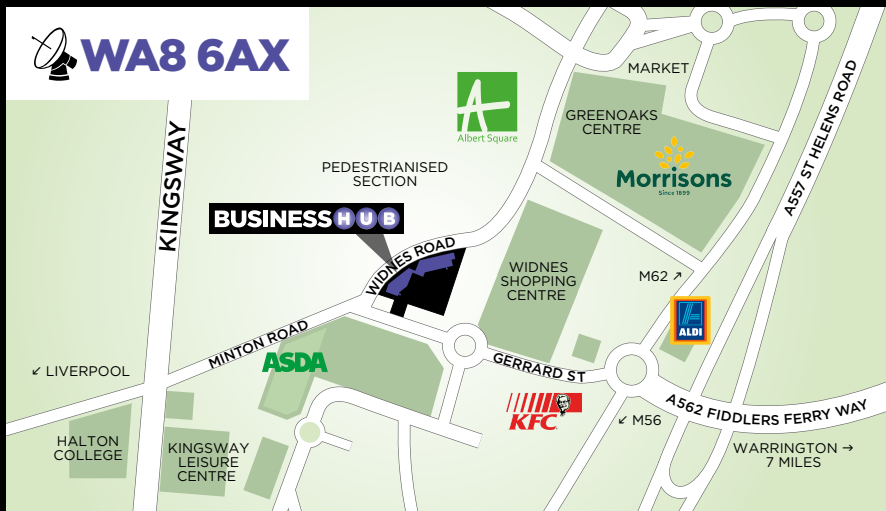 WA8 6AX
MARKET
Albert Square
GREENOAKS
CENTRE
Morrisons
Since 1899
A557 ST HELENS ROAD
KINGSWAY
PEDESTRIANISED
SECTION
BUSINESS HUB
WIDNES ROAD
WIDNES
SHOPPING
CENTRE
M62 ↗
ALDI
MINTON ROAD
ASDA
GERRARD ST
↙ LIVERPOOL
KFC
↙ M56
A562 FIDDLERS FERRY WAY
HALTON
COLLEGE
KINGSWAY
LEISURE
CENTRE
WARRINGTON →
7 MILES